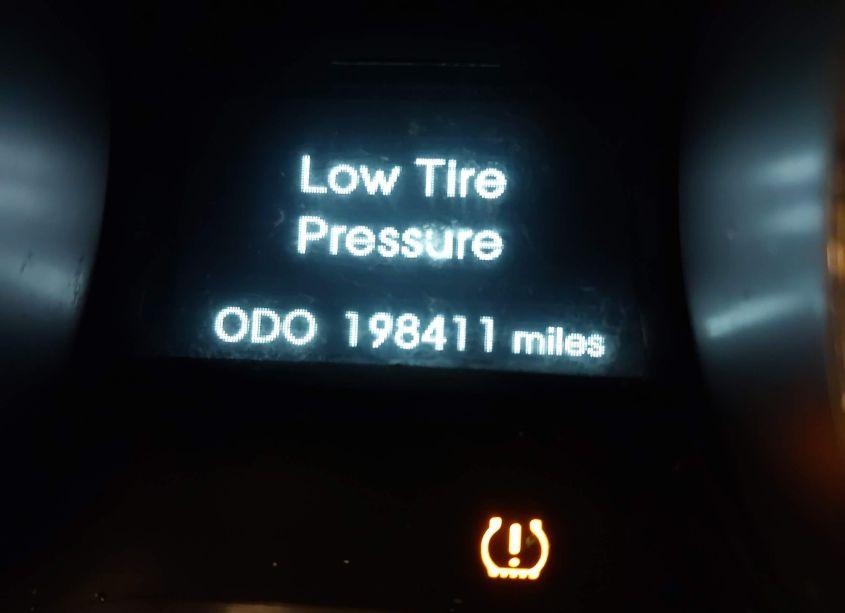 Low Tire
Pressure
ODO 198411 miles